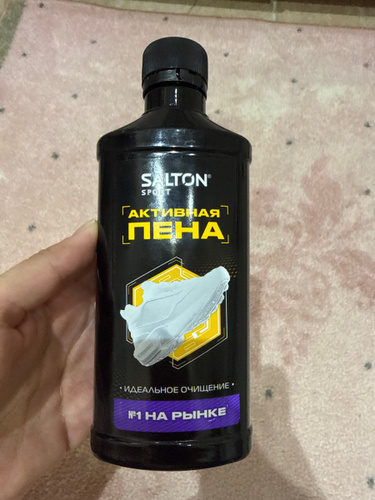 SALTON®
SPORT
АКТИВНАЯ
ПЕНА
• ИДЕАЛЬНОЕ ОЧИЩЕНИЕ •
№1 НА РЫНКЕ